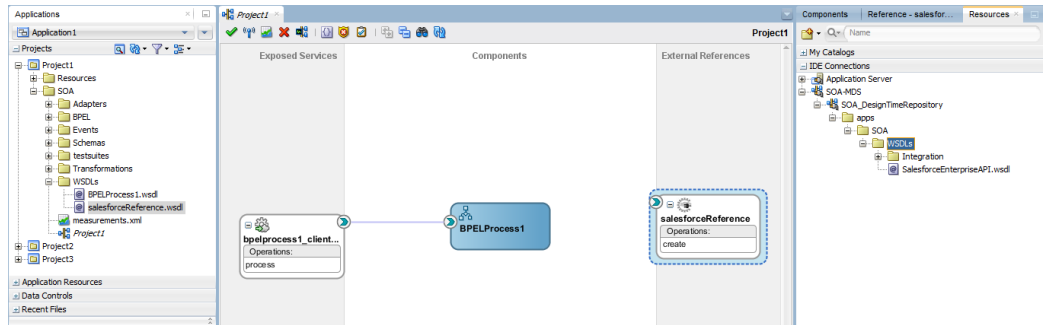 Applications
Application1
Projects
Project1
Resources
SOA
Adapters
BPEL
Events
Schemas
testsuites
Transformations
WSDLs
BPELProcess1.wsdl
salesforceReference.wsdl
measurements.xml
Project1
Project2
Project3
Application Resources
Data Controls
Recent Files
Project1
Project1
Exposed Services
Components
External References
bpelprocess1_client...
Operations:
process
BPELProcess1
salesforceReference
Operations:
create
Components
Reference - salesfor...
Resources
Name
My Catalogs
IDE Connections
Application Server
SOA-MDS
SOA_DesignTimeRepository
apps
SOA
WSDLs
Integration
SalesforceEnterpriseAPI.wsdl